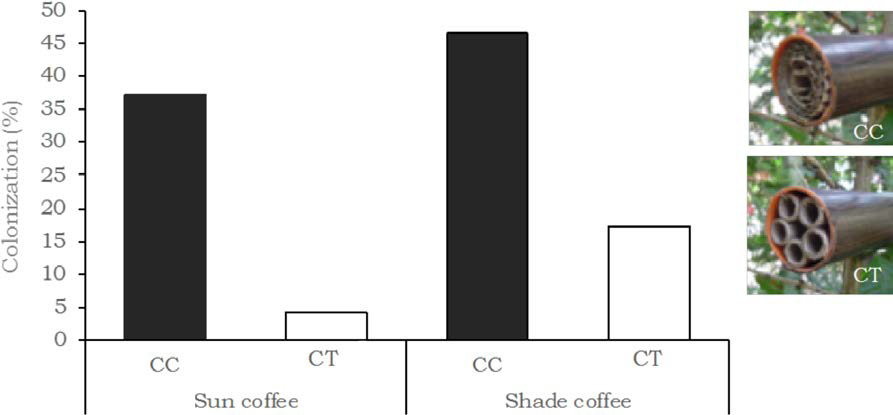 Colonization (%)
50
45
40
35
30
25
20
15
10
5
0
CC
CT
CC
CT
Sun coffee
Shade coffee
CC
CT